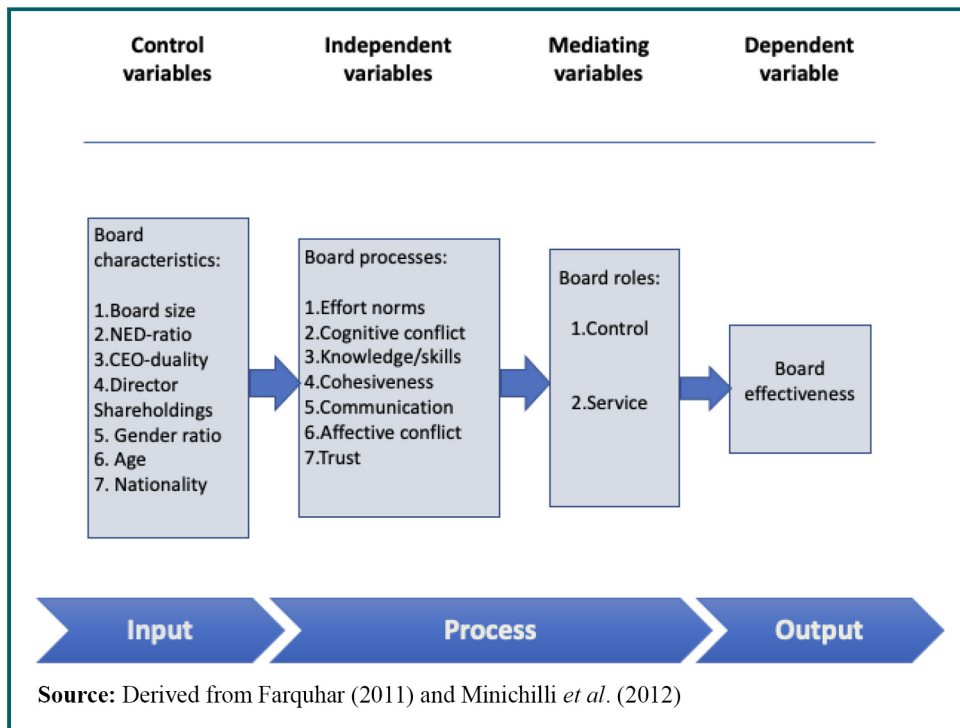 Control
variables
Independent
variables
Mediating
variables
Dependent
variable
Board
characteristics:
1.Board size
2.NED-ratio
3.CEO-duality
4.Director
Shareholdings
5. Gender ratio
6. Age
7. Nationality
Board processes:
1.Effort norms
2.Cognitive conflict
3.Knowledge/skills
4.Cohesiveness
5.Communication
6.Affective conflict
7.Trust
Board roles:
1.Control
2.Service
Board
effectiveness
Input
Process
Output
Source: Derived from Farquhar (2011) and Minichilli et al. (2012)